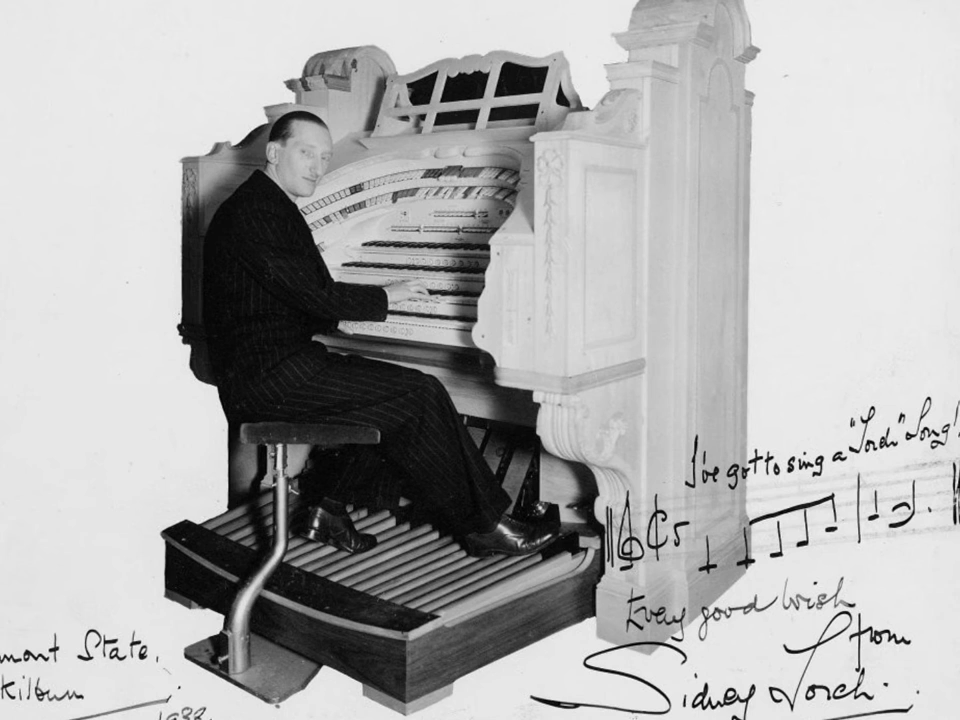 I've got to sing a "Torch" Song!
Every good wish
from
Sidney Torch.
mont State,
Kilburn